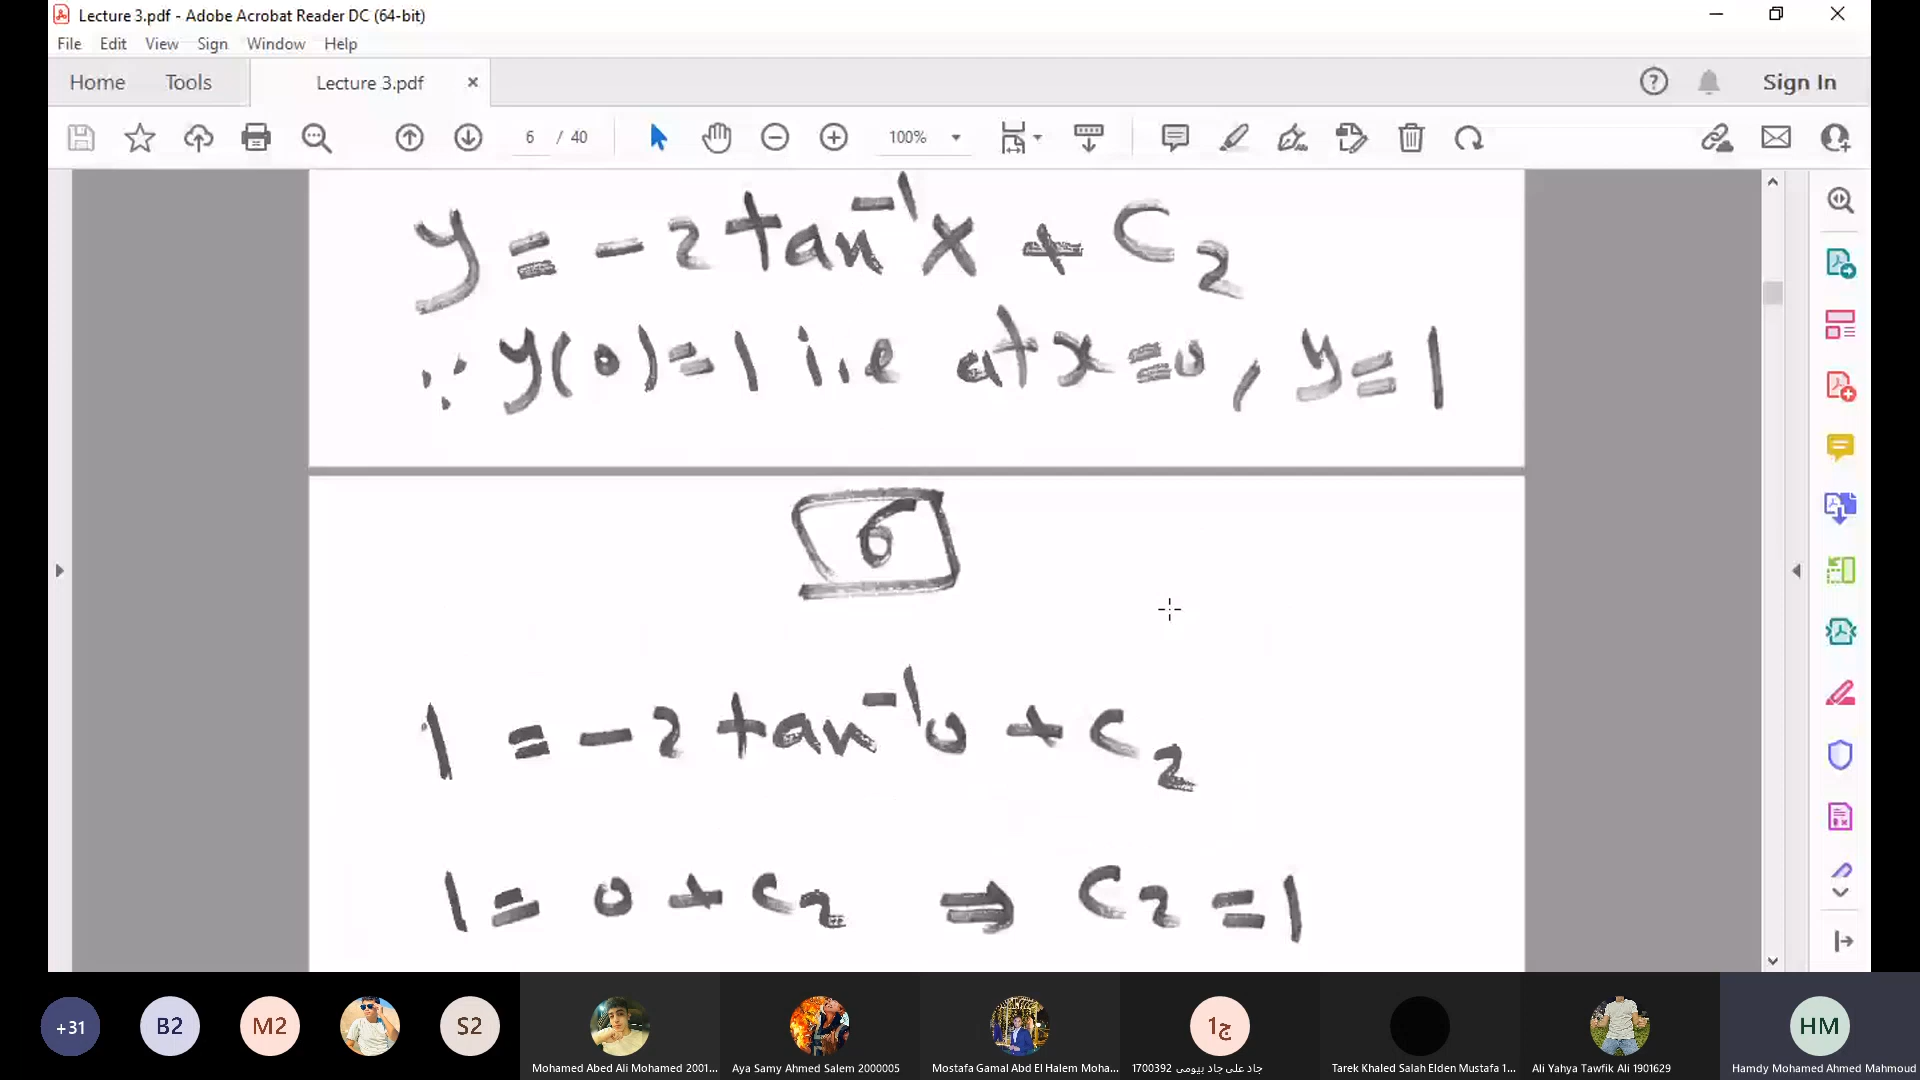 Lecture 3.pdf - Adobe Acrobat Reader DC (64-bit)
File Edit View Sign Window Help
Home Tools Lecture 3.pdf × Sign In
6 / 40 100%
y = -2 tan⁻¹x + C₂
∵ y(0)=1 i.e at x=0, y=1
6
1 = -2 tan⁻¹0 + C₂
1 = 0 + C₂ ⇒ C₂ = 1
+31 B2 M2 S2 ج1 HM
Mohamed Abed Ali Mohamed 2001... Aya Samy Ahmed Salem 2000005 Mostafa Gamal Abd El Halem Moha... جاد على جاد بيومى 1700392 Tarek Khaled Salah Elden Mustafa 1... Ali Yahya Tawfik Ali 1901629 Hamdy Mohamed Ahmed Mahmoud